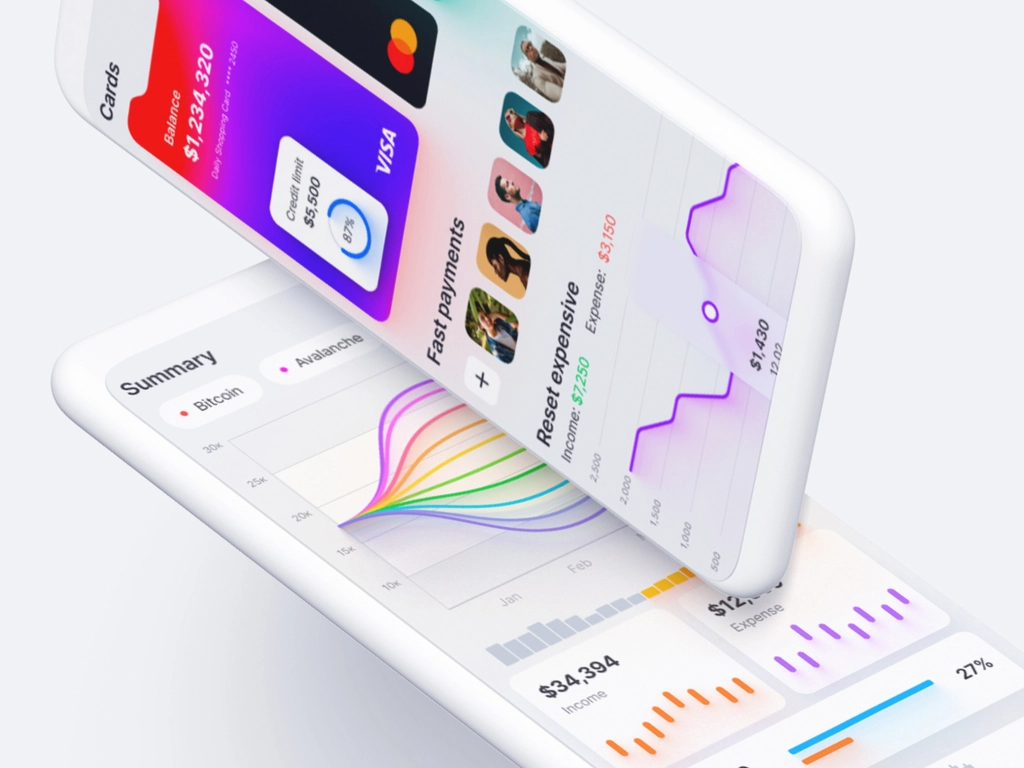 Cards
Balance
$1,234,320
Daily Shopping Card •••• 2450
Credit limit
$5,500
87%
VISA
Fast payments
+
Reset expensive
Income: $7,250
Expense: $3,150
2,500
2,000
1,500
1,000
500
$1,430
12.02
Summary
Bitcoin
Avalanche
30K
25K
20K
15K
10K
Jan
Feb
$34,394
Income
Expense
27%